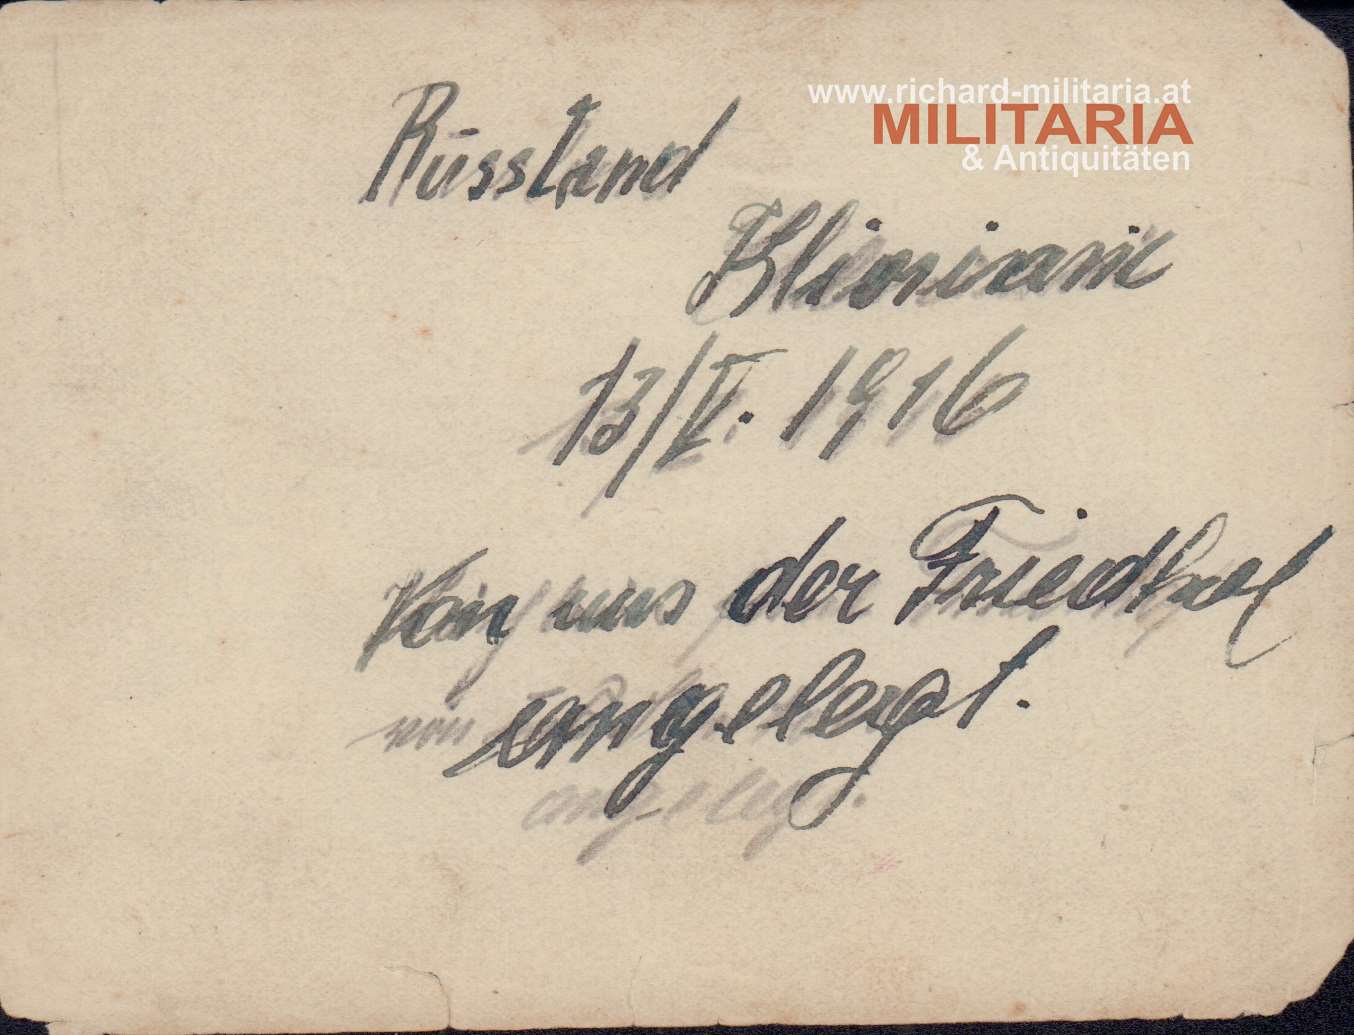 www.richard-militaria.at
MILITARIA
& Antiquitäten
Russland
13/V. 1916
Von uns der Friedhof
angelegt.